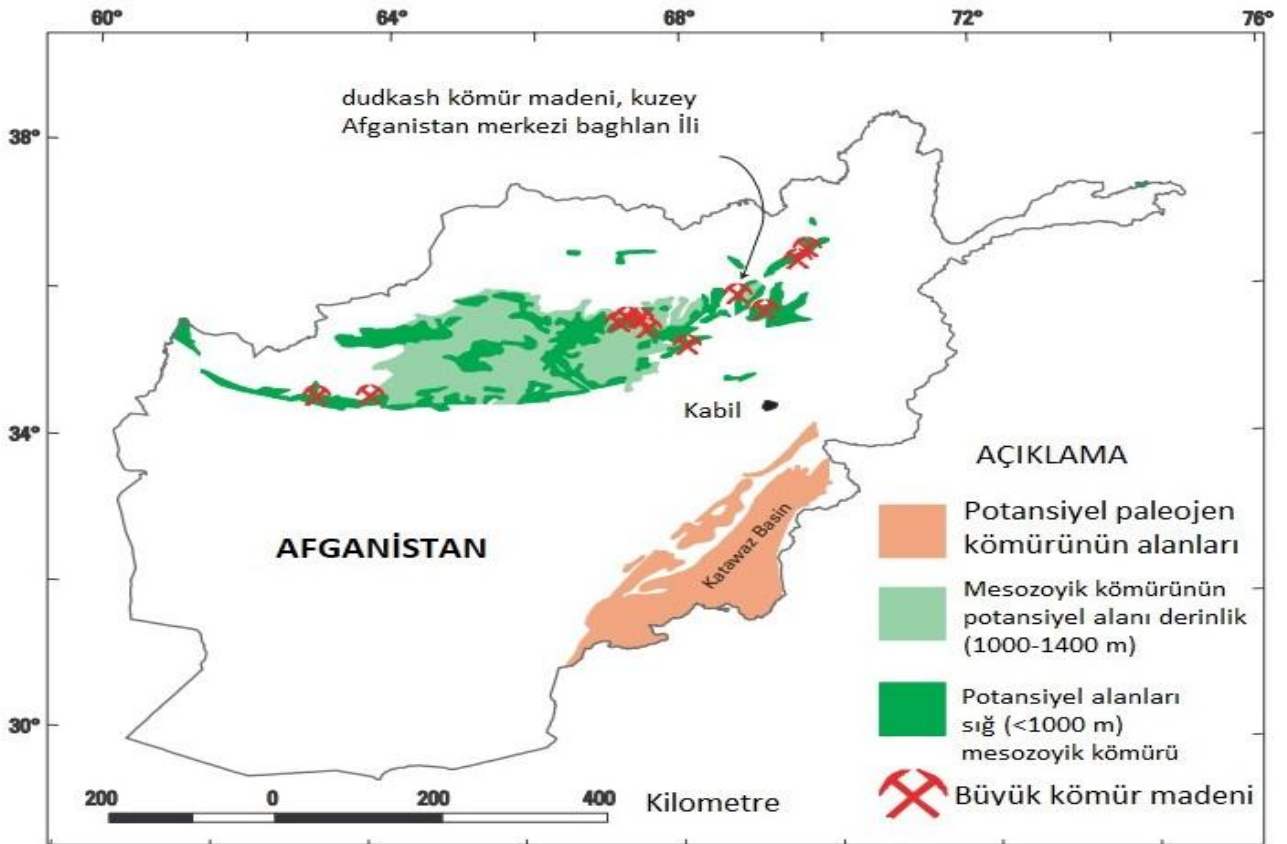 60°
64°
68°
72°
76°
dudkash kömür madeni, kuzey
Afganistan merkezi baghlan İli
38°
34°
30°
Kabil
AFGANİSTAN
Katawaz Basin
AÇIKLAMA
Potansiyel paleojen
kömürünün alanları
Mesozoyik kömürünün
potansiyel alanı derinlik
(1000-1400 m)
Potansiyel alanları
sığ (<1000 m)
mesozoyik kömürü
Büyük kömür madeni
200
0
200
400
Kilometre